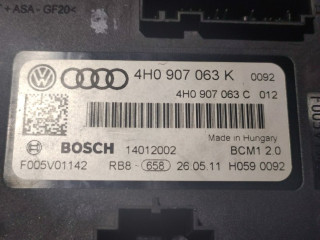 + ASA - GF20<
4H0 907 063 K 0092
4H0 907 063 C 012
Made in Hungary
BOSCH 14012002 BCM1 2.0
F005V01142 RB8- 658 26.05.11 H059 0092